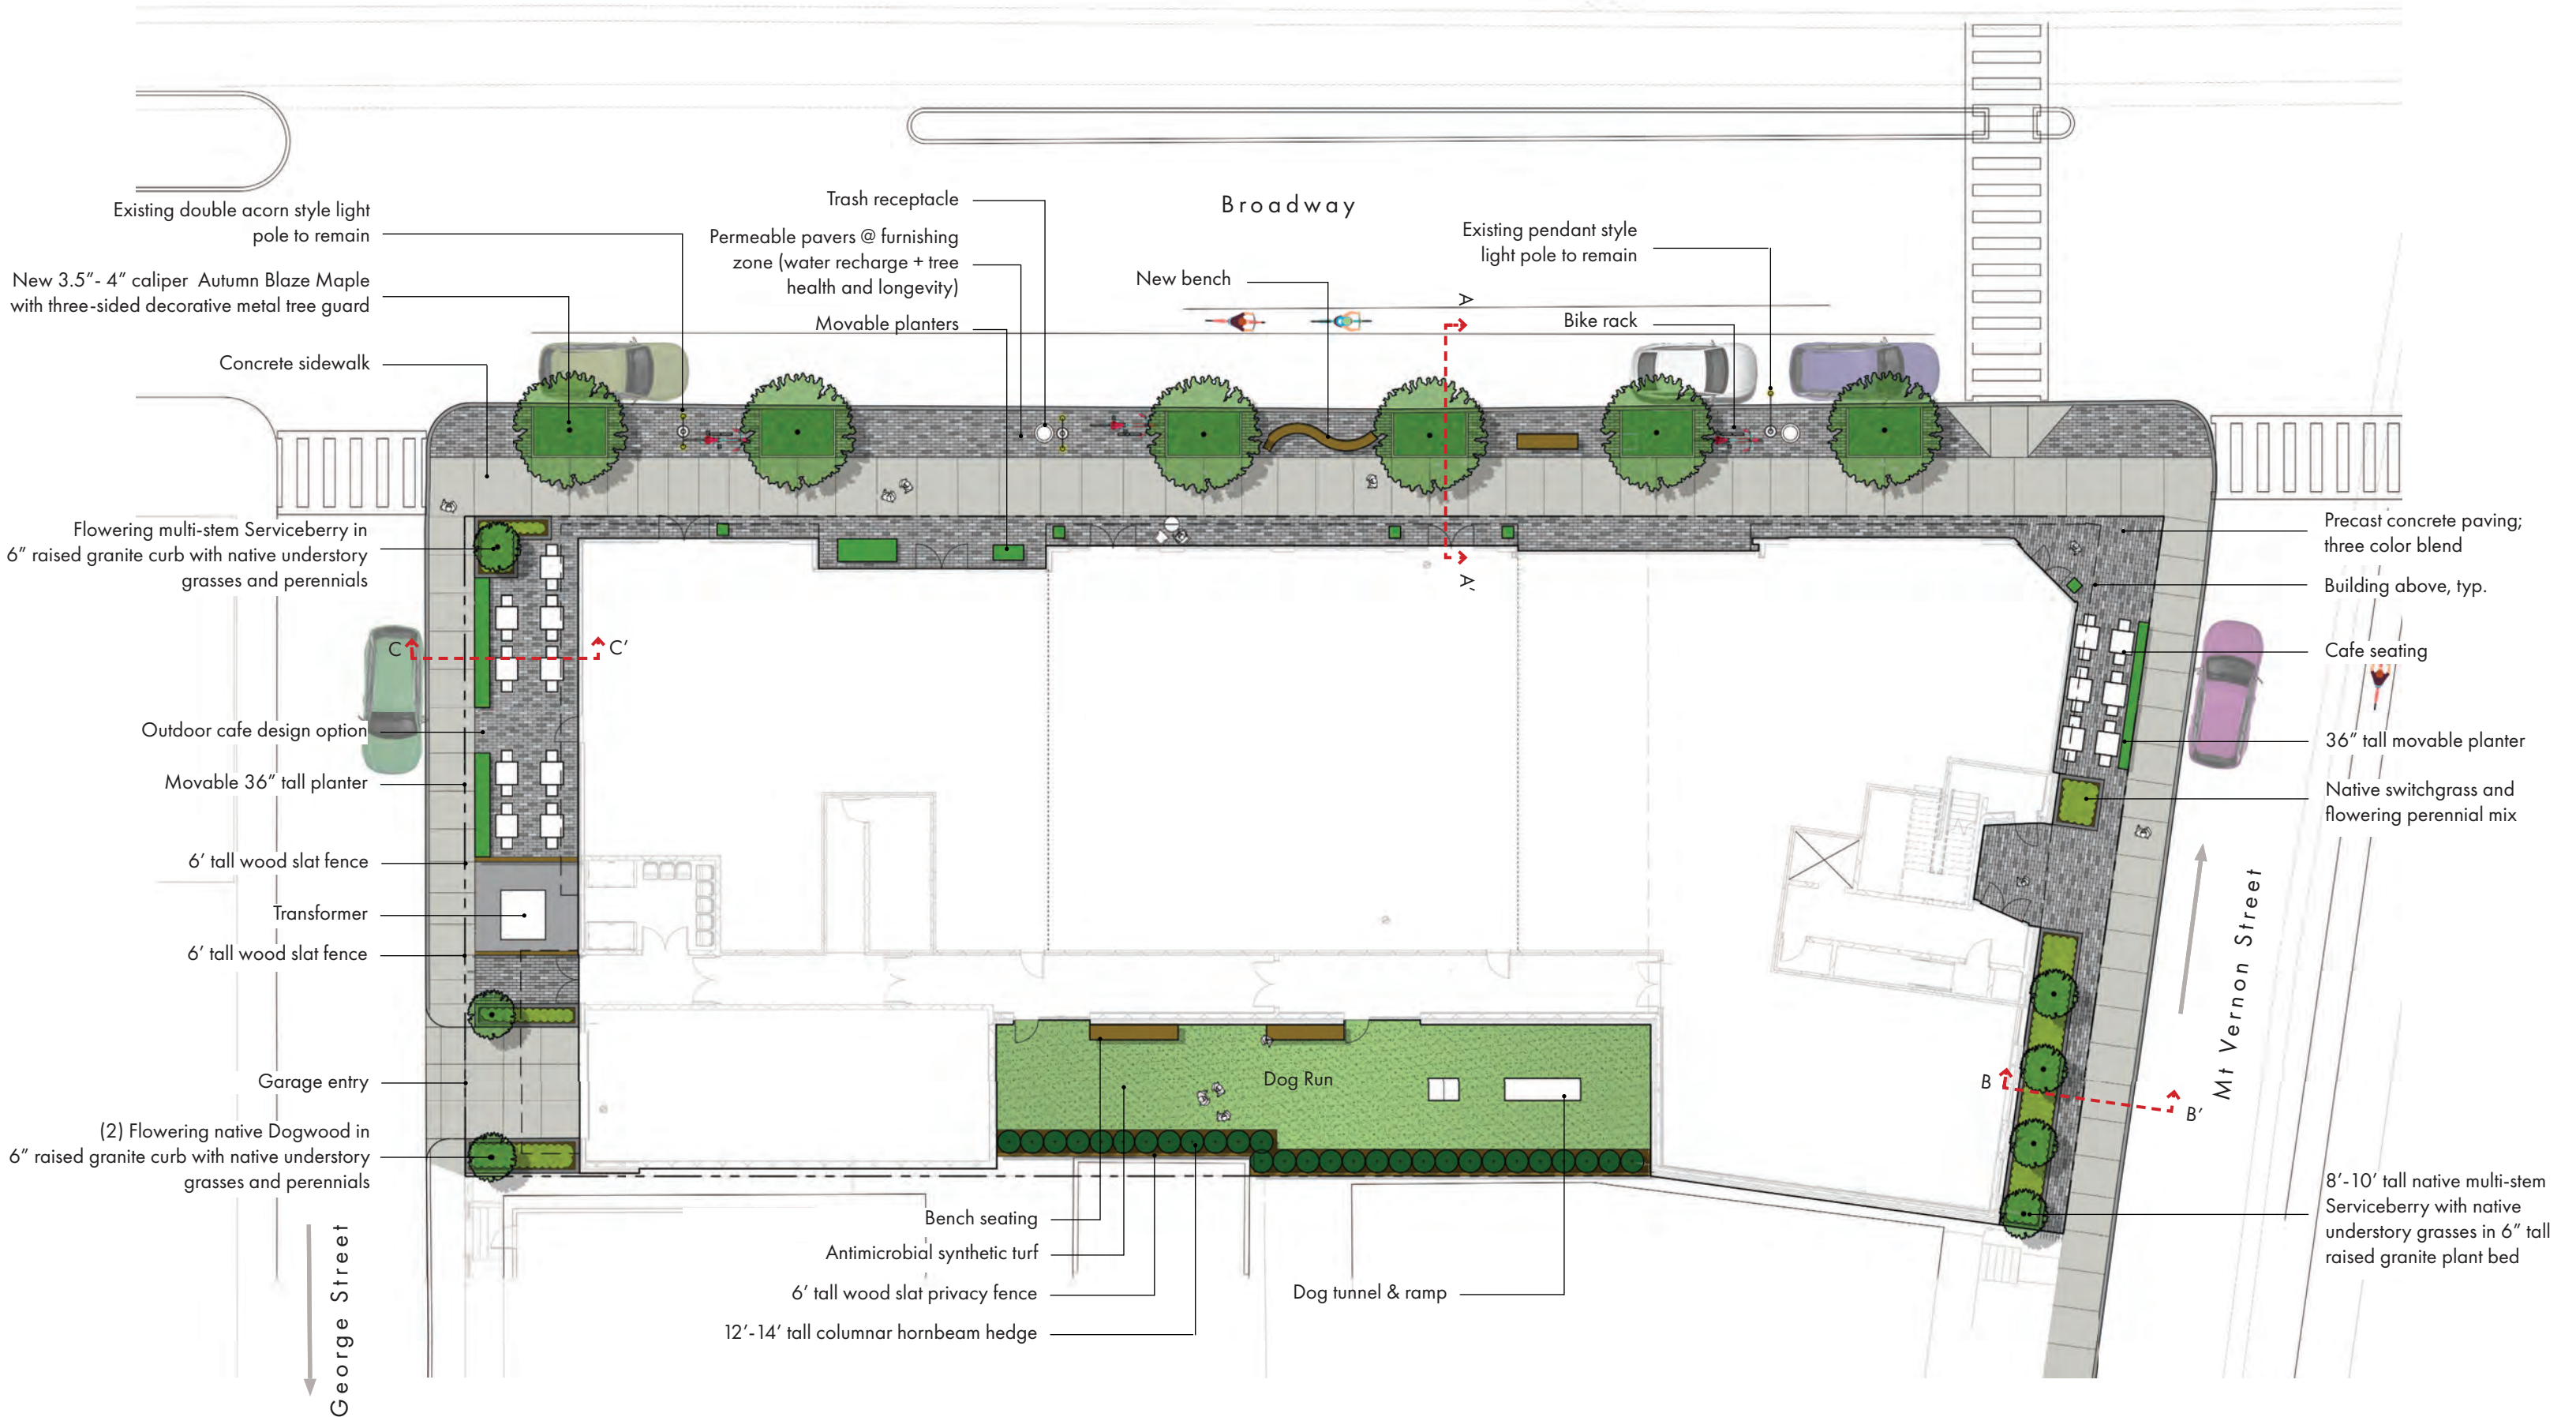 Broadway
Existing double acorn style light
pole to remain
New 3.5”- 4” caliper Autumn Blaze Maple
with three-sided decorative metal tree guard
Concrete sidewalk
Trash receptacle
Permeable pavers @ furnishing
zone (water recharge + tree
health and longevity)
Movable planters
New bench
Existing pendant style
light pole to remain
Bike rack
A
A’
Flowering multi-stem Serviceberry in
6” raised granite curb with native understory
grasses and perennials
C
C’
Outdoor cafe design option
Movable 36” tall planter
6’ tall wood slat fence
Transformer
6’ tall wood slat fence
Garage entry
(2) Flowering native Dogwood in
6” raised granite curb with native understory
grasses and perennials
George Street
Dog Run
Bench seating
Antimicrobial synthetic turf
6’ tall wood slat privacy fence
12’-14’ tall columnar hornbeam hedge
Dog tunnel & ramp
Precast concrete paving;
three color blend
Building above, typ.
Cafe seating
36” tall movable planter
Native switchgrass and
flowering perennial mix
Mt Vernon Street
B
B’
8’-10’ tall native multi-stem
Serviceberry with native
understory grasses in 6” tall
raised granite plant bed